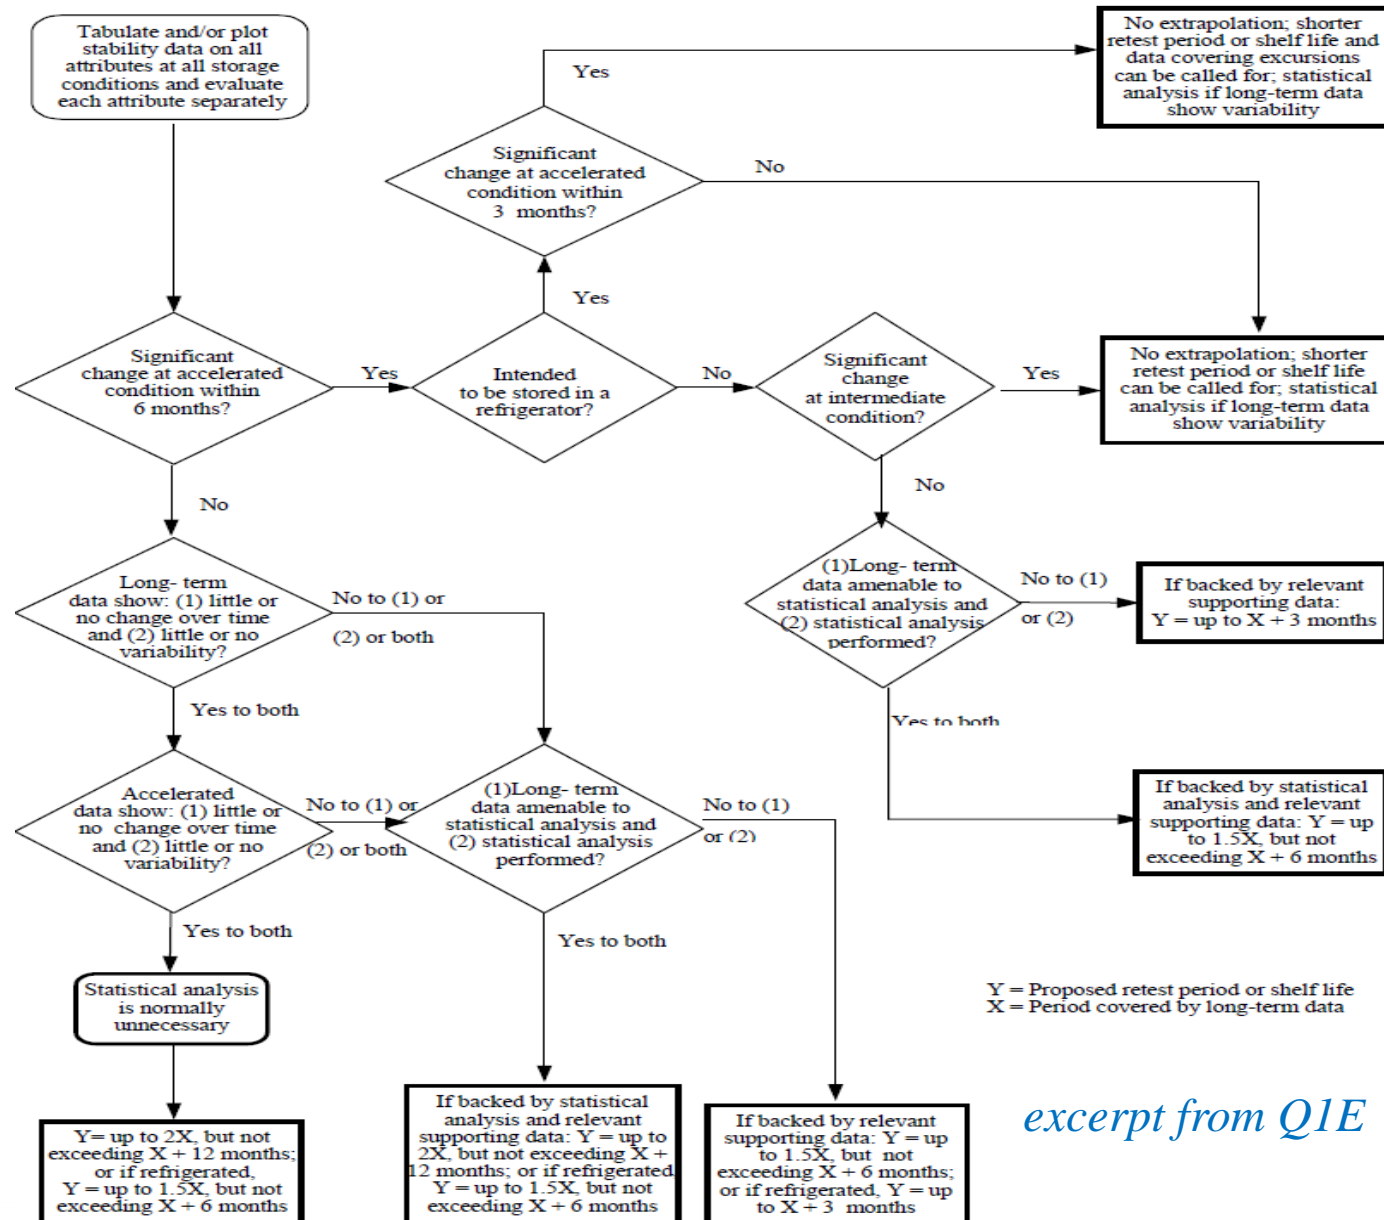 Tabulate and/or plot
stability data on all
attributes at all storage
conditions and evaluate
each attribute separately
Yes
No extrapolation; shorter
retest period or shelf life and
data covering excursions
can be called for; statistical
analysis if long-term data
show variability
Significant
change at accelerated
condition within
3 months?
No
Yes
Significant
change at accelerated
condition within
6 months?
Yes
Intended
to be stored in a
refrigerator?
No
Significant
change
at intermediate
condition?
Yes
No extrapolation; shorter
retest period or shelf life
can be called for; statistical
analysis if long-term data
show variability
No
No
Long- term
data show: (1) little or
no change over time
and (2) little or no
variability?
No to (1) or
(2) or both
(1)Long- term
data amenable to
statistical analysis and
(2) statistical analysis
performed?
No to (1)
or (2)
If backed by relevant
supporting data:
Y = up to X + 3 months
Yes to both
Yes to both
Accelerated
data show: (1) little or
no change over time
and (2) little or no
variability?
No to (1) or
(2) or both
(1)Long- term
data amenable to
statistical analysis and
(2) statistical analysis
performed?
No to (1)
or (2)
If backed by statistical
analysis and relevant
supporting data: Y = up
to 1.5X, but not
exceeding X + 6 months
Yes to both
Yes to both
Statistical analysis
is normally
unnecessary
Y = Proposed retest period or shelf life
X = Period covered by long-term data
Y= up to 2X, but not
exceeding X + 12 months;
or if refrigerated,
Y = up to 1.5X, but not
exceeding X + 6 months
If backed by statistical
analysis and relevant
supporting data: Y = up to
2X, but not exceeding X +
12 months; or if refrigerated,
Y = up to 1.5X, but not
exceeding X + 6 months
If backed by relevant
supporting data: Y = up
to 1.5X, but not
exceeding X + 6 months;
or if refrigerated, Y = up
to X + 3 months
excerpt from Q1E